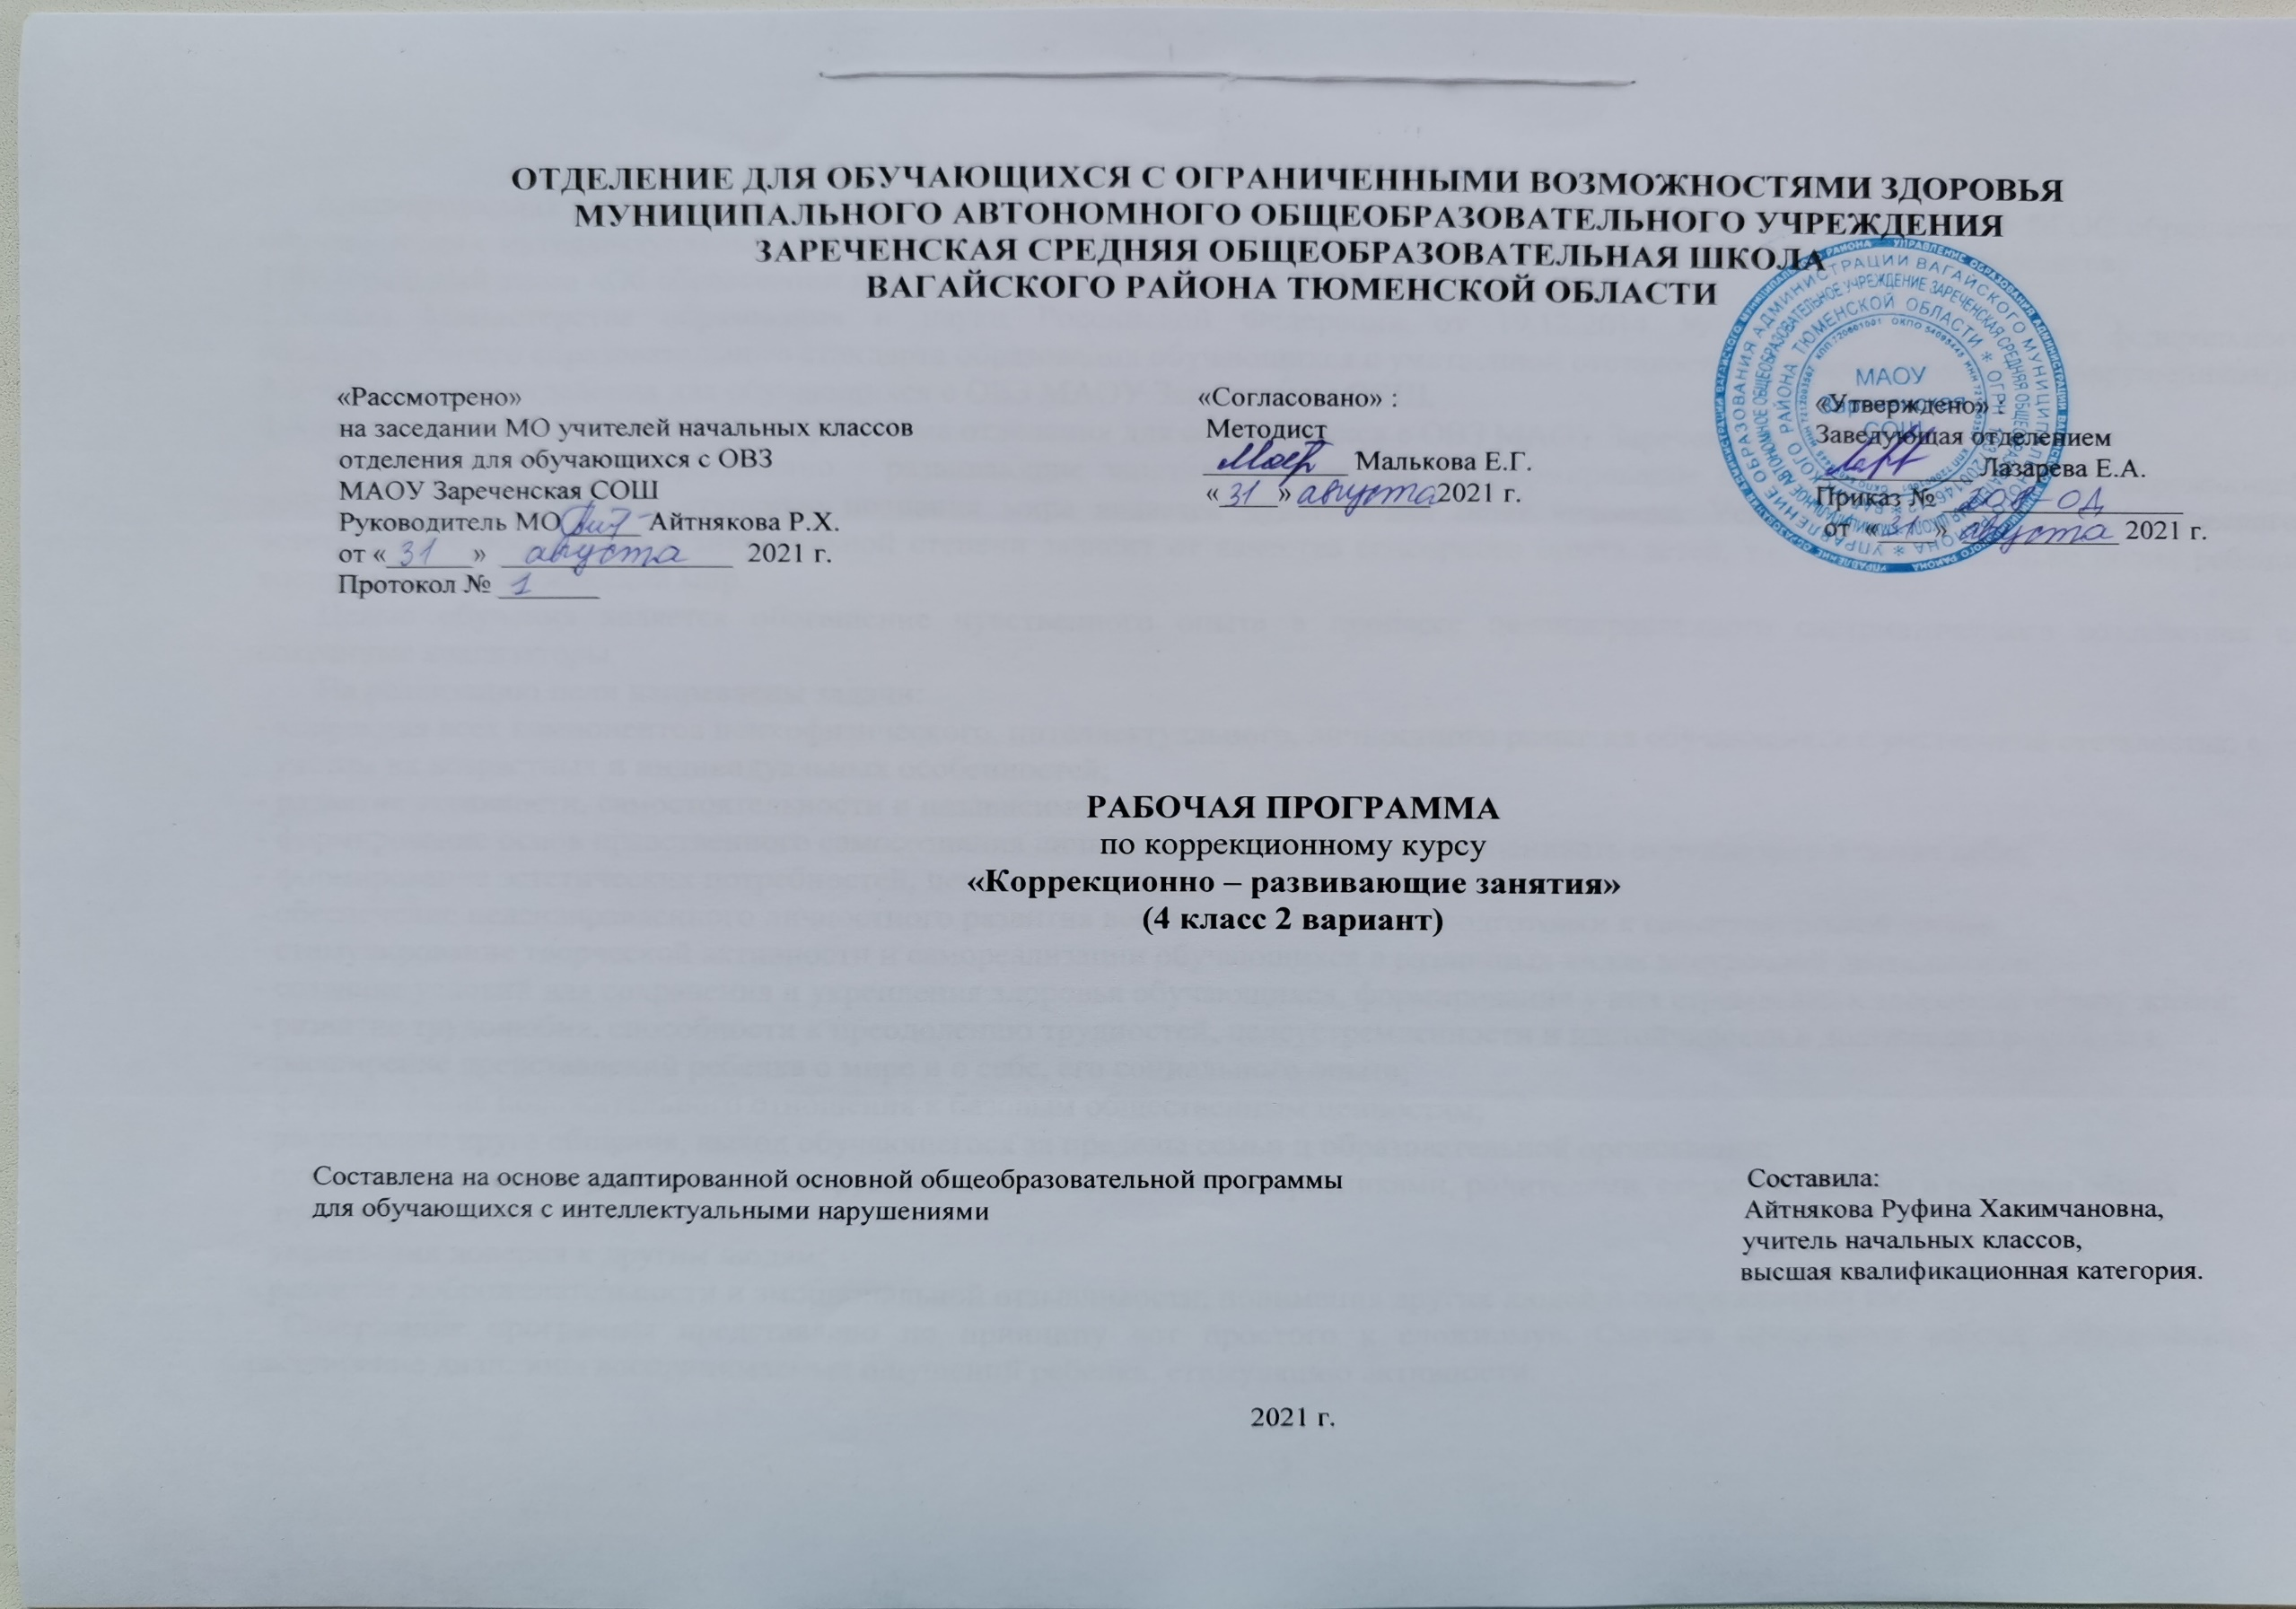 ОТДЕЛЕНИЕ ДЛЯ ОБУЧАЮЩИХСЯ С ОГРАНИЧЕННЫМИ ВОЗМОЖНОСТЯМИ ЗДОРОВЬЯ
МУНИЦИПАЛЬНОГО АВТОНОМНОГО ОБЩЕОБРАЗОВАТЕЛЬНОГО УЧРЕЖДЕНИЯ
ЗАРЕЧЕНСКАЯ СРЕДНЯЯ ОБЩЕОБРАЗОВАТЕЛЬНАЯ ШКОЛА
ВАГАЙСКОГО РАЙОНА ТЮМЕНСКОЙ ОБЛАСТИ
«Рассмотрено»
на заседании МО учителей начальных классов
отделения для обучающихся с ОВЗ
МАОУ Зареченская СОШ
Руководитель МО Айтнякова Р.Х.
от «31» августа 2021 г.
Протокол № 1
«Согласовано» :
Методист
Малькова Е.Г.
«31» августа 2021 г.
«Утверждено» :
Заведующая отделением
Лазарева Е.А.
Приказ № -ОД
от «31» августа 2021 г.
МАОУ
Зареченская
СОШ
РАБОЧАЯ ПРОГРАММА
по коррекционному курсу
«Коррекционно – развивающие занятия»
(4 класс 2 вариант)
Составлена на основе адаптированной основной общеобразовательной программы
для обучающихся с интеллектуальными нарушениями
Составила:
Айтнякова Руфина Хакимчановна,
учитель начальных классов,
высшая квалификационная категория.
2021 г.